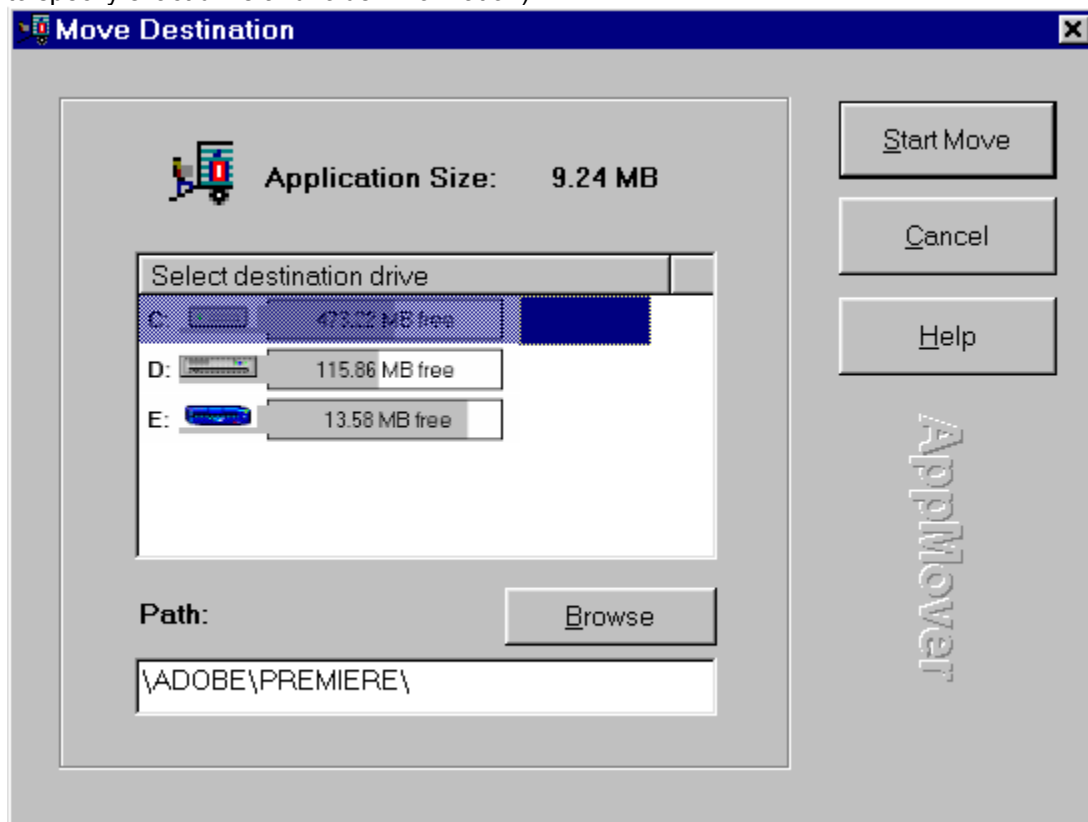 Move Destination
Application Size: 9.24 MB
Select destination drive
C: 473.22 MB free
D: 115.86 MB free
E: 13.58 MB free
Path:
Browse
\ADOBE\PREMIERE\
Start Move
Cancel
Help
AppMover